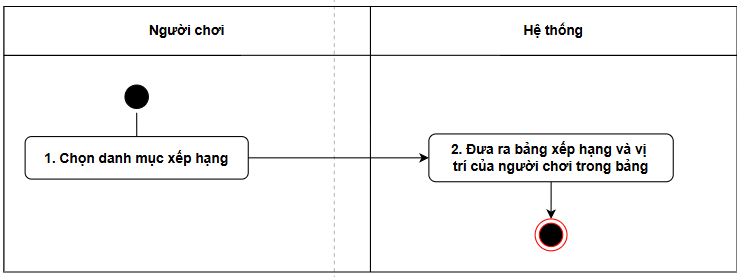 Người chơi
Hệ thống
1. Chọn danh mục xếp hạng
2. Đưa ra bảng xếp hạng và vị
trí của người chơi trong bảng